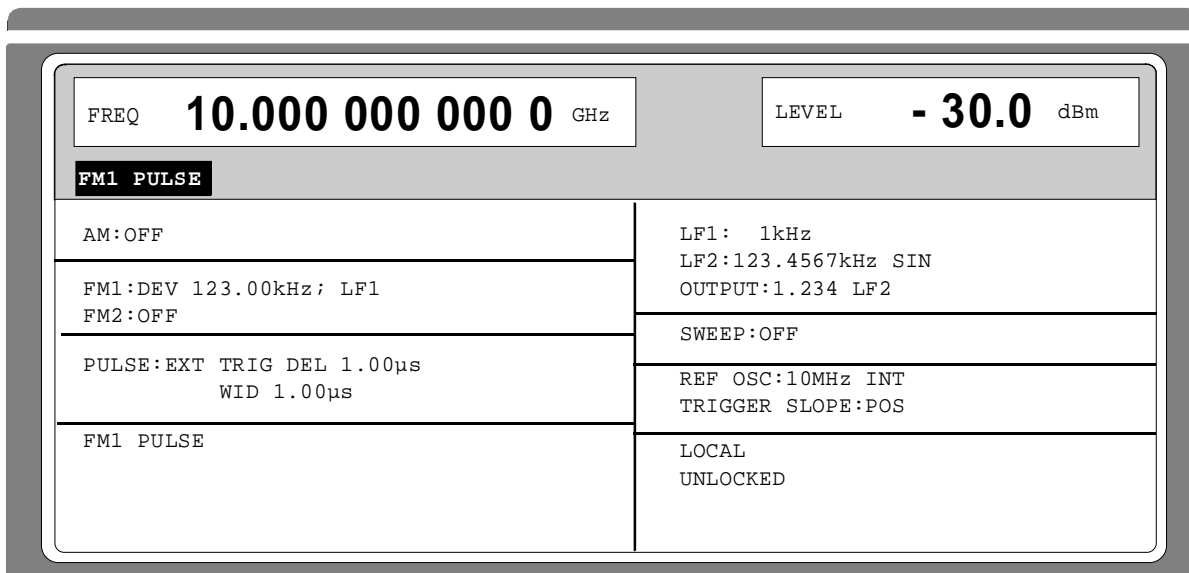 FREQ 10.000 000 000 0 GHz
LEVEL - 30.0 dBm
FM1 PULSE
AM:OFF
FM1:DEV 123.00kHz; LF1
FM2:OFF
PULSE:EXT TRIG DEL 1.00µs
WID 1.00µs
FM1 PULSE
LF1: 1kHz
LF2:123.4567kHz SIN
OUTPUT:1.234 LF2
SWEEP:OFF
REF OSC:10MHz INT
TRIGGER SLOPE:POS
LOCAL
UNLOCKED